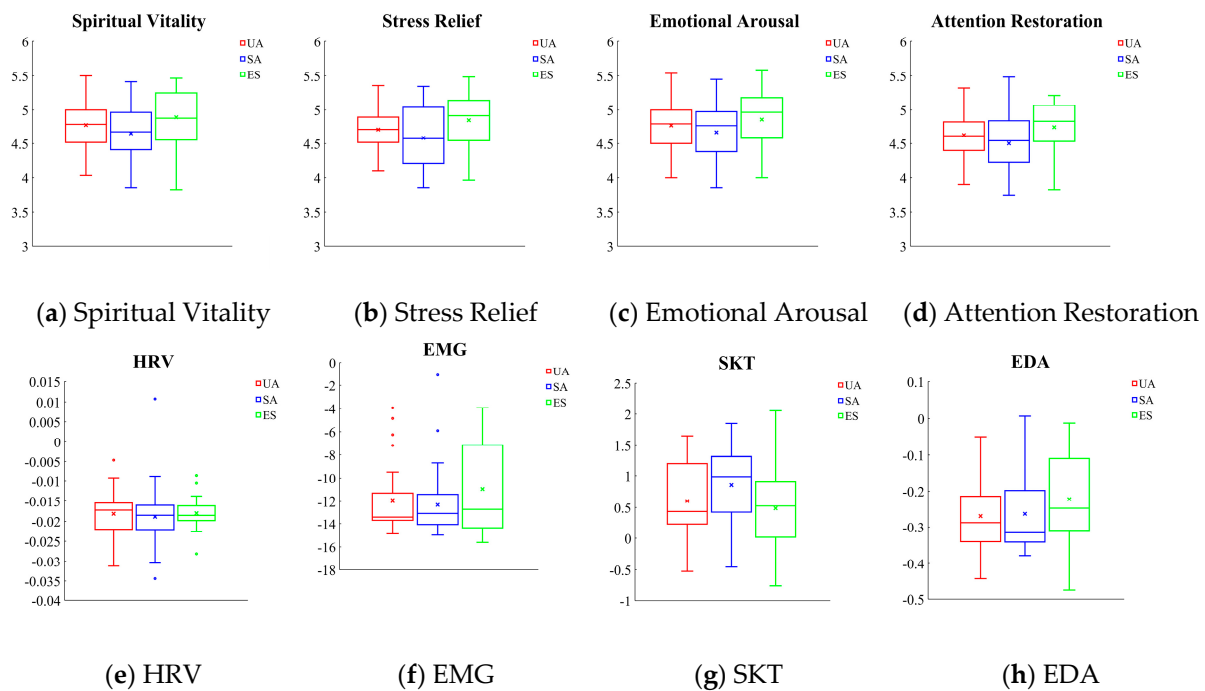 Spiritual Vitality
6
5.5
5
4.5
4
3.5
3
UA
SA
ES
(a) Spiritual Vitality
Stress Relief
6
5.5
5
4.5
4
3.5
3
UA
SA
ES
(b) Stress Relief
Emotional Arousal
6
5.5
5
4.5
4
3.5
3
UA
SA
ES
(c) Emotional Arousal
Attention Restoration
6
5.5
5
4.5
4
3.5
3
UA
SA
ES
(d) Attention Restoration
HRV
0.015
0.01
0.005
0
-0.005
-0.01
-0.015
-0.02
-0.025
-0.03
-0.035
-0.04
UA
SA
ES
(e) HRV
EMG
0
-2
-4
-6
-8
-10
-12
-14
-16
-18
UA
SA
ES
(f) EMG
SKT
2.5
2
1.5
1
0.5
0
-0.5
-1
UA
SA
ES
(g) SKT
EDA
0.1
0
-0.1
-0.2
-0.3
-0.4
-0.5
UA
SA
ES
(h) EDA